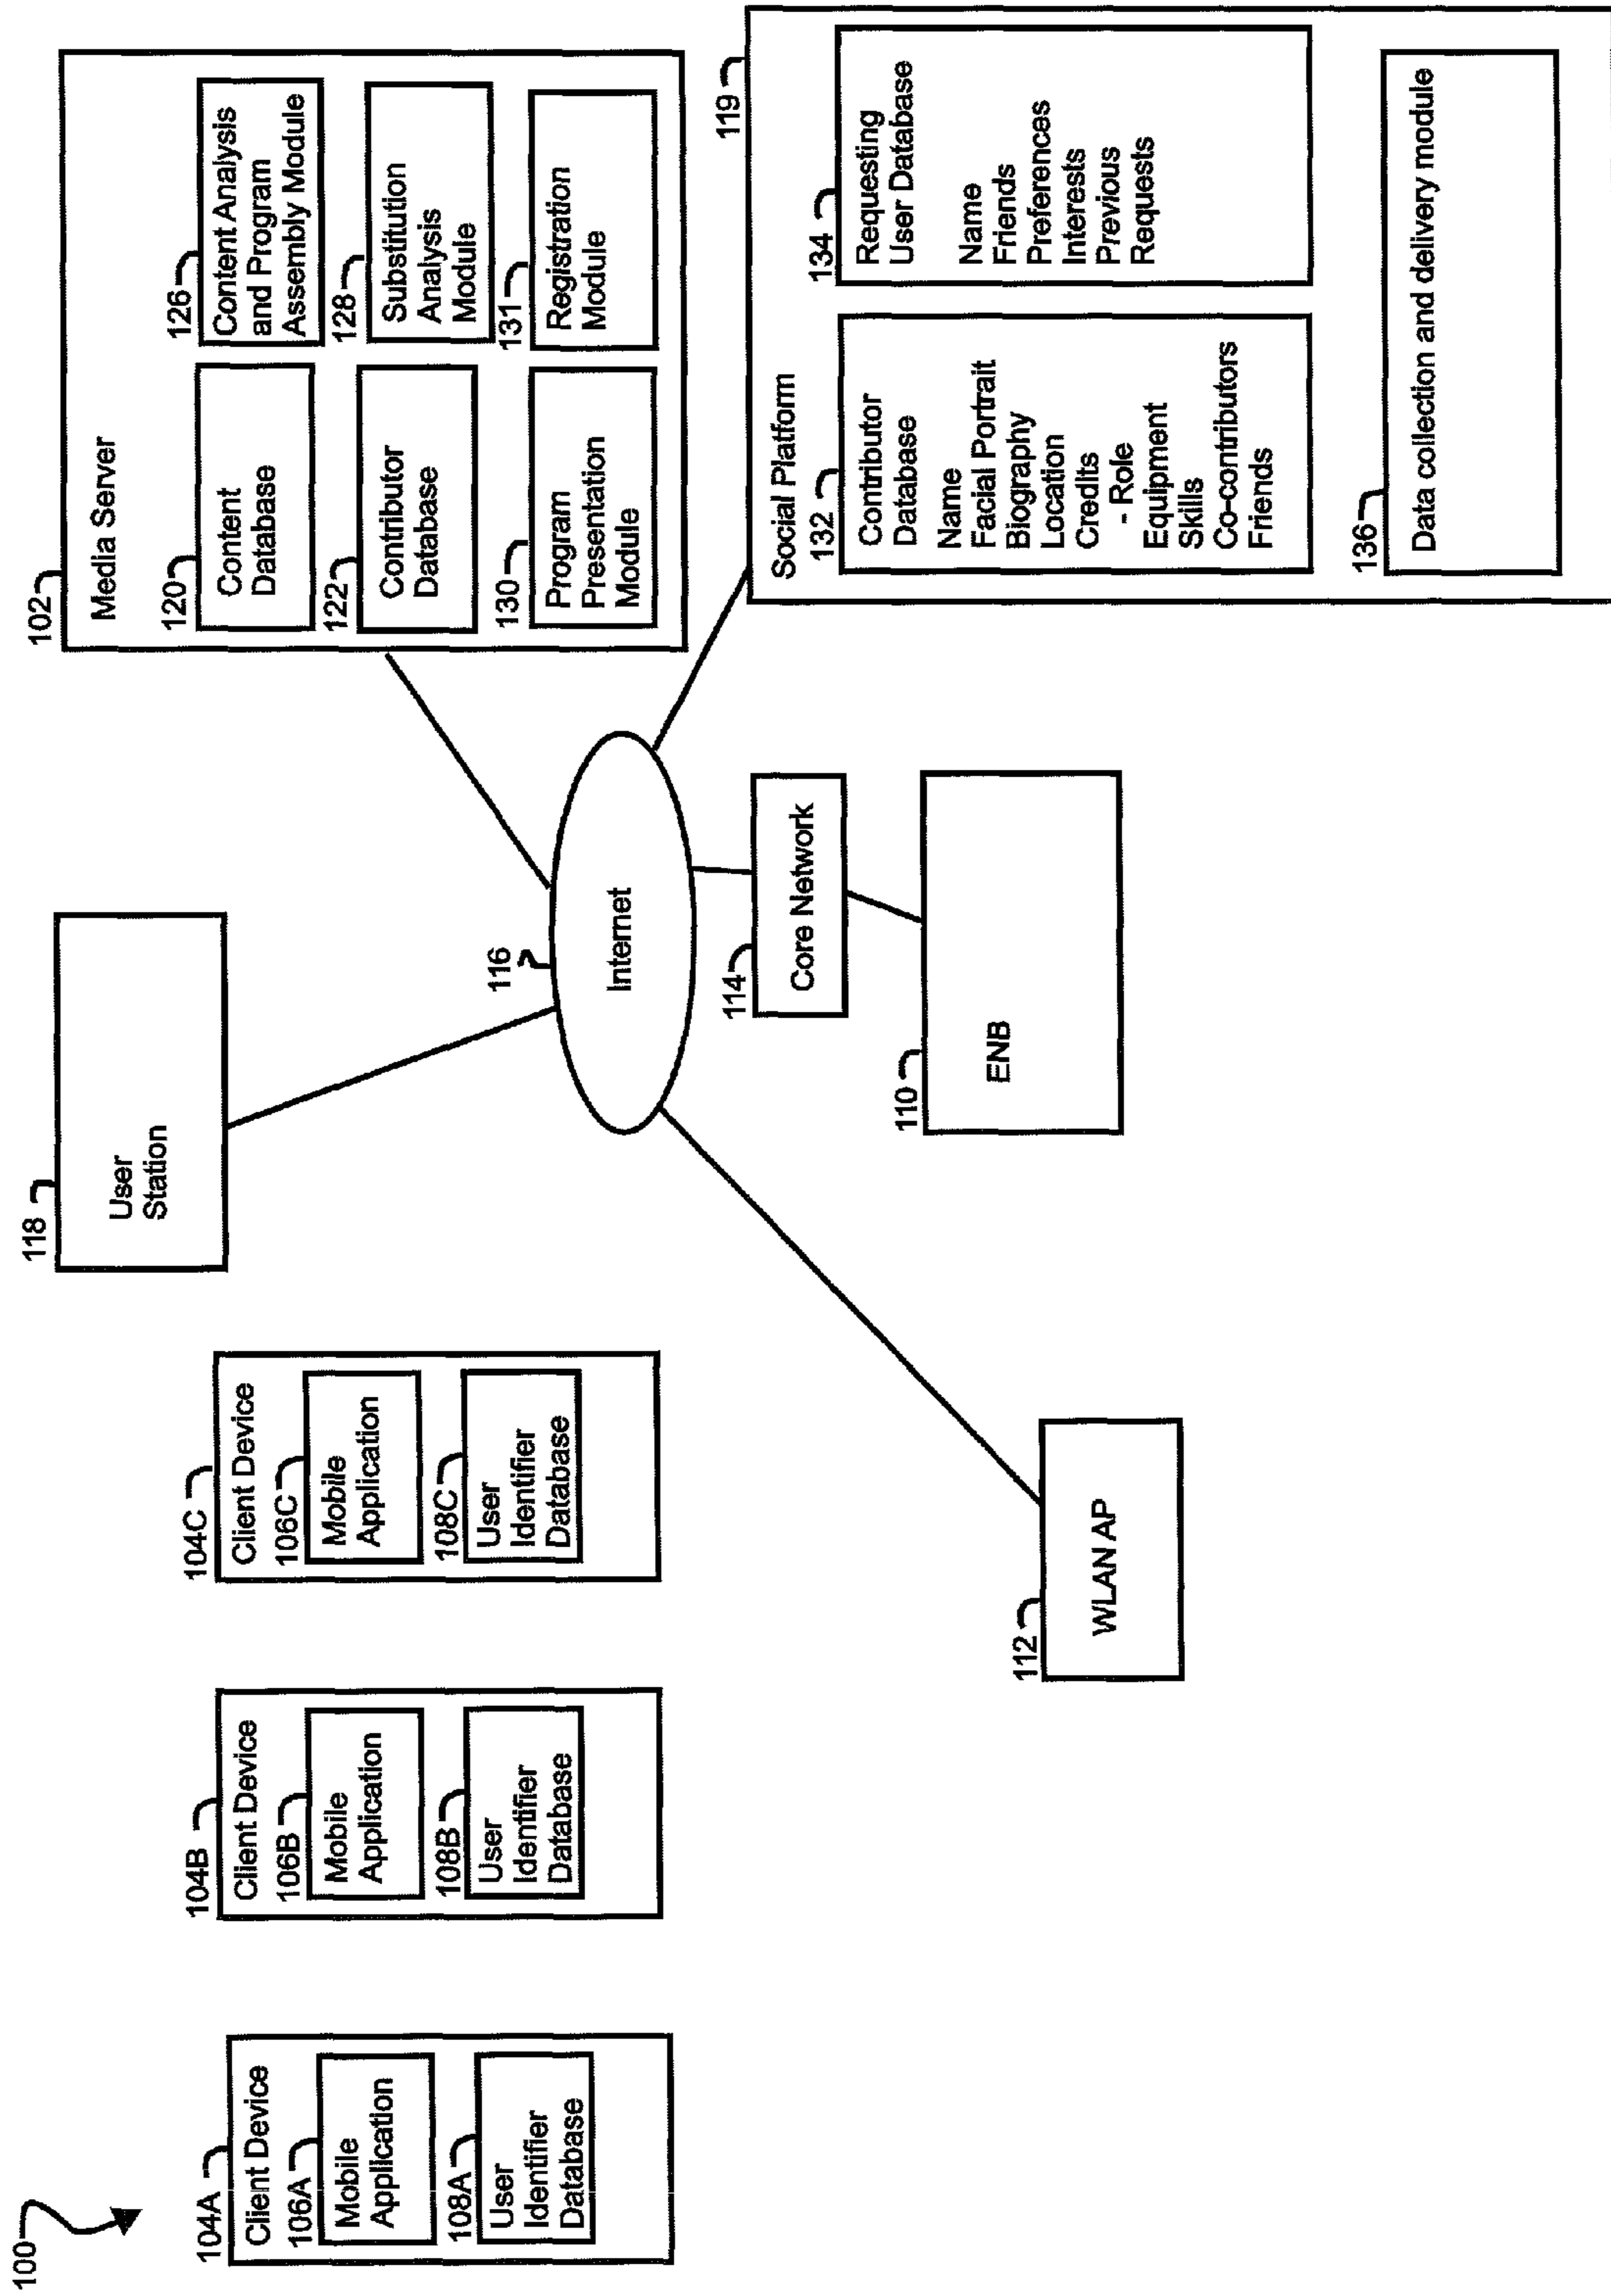 100
104A
Client Device
106A
Mobile
Application
108A
User
Identifier
Database
104B
Client Device
106B
Mobile
Application
108B
User
Identifier
Database
104C
Client Device
106C
Mobile
Application
108C
User
Identifier
Database
118
User
Station
102
Media Server
120
Content
Database
126
Content Analysis
and Program
Assembly Module
122
Contributor
Database
128
Substitution
Analysis
Module
130
Program
Presentation
Module
131
Registration
Module
116
Internet
114
Core Network
110
ENB
112
WLAN AP
119
Social Platform
132
Contributor
Database
Name
Facial Portrait
Biography
Location
Credits
- Role
Equipment
Skills
Co-contributors
Friends
134
Requesting
User Database
Name
Friends
Preferences
Interests
Previous
Requests
136
Data collection and delivery module